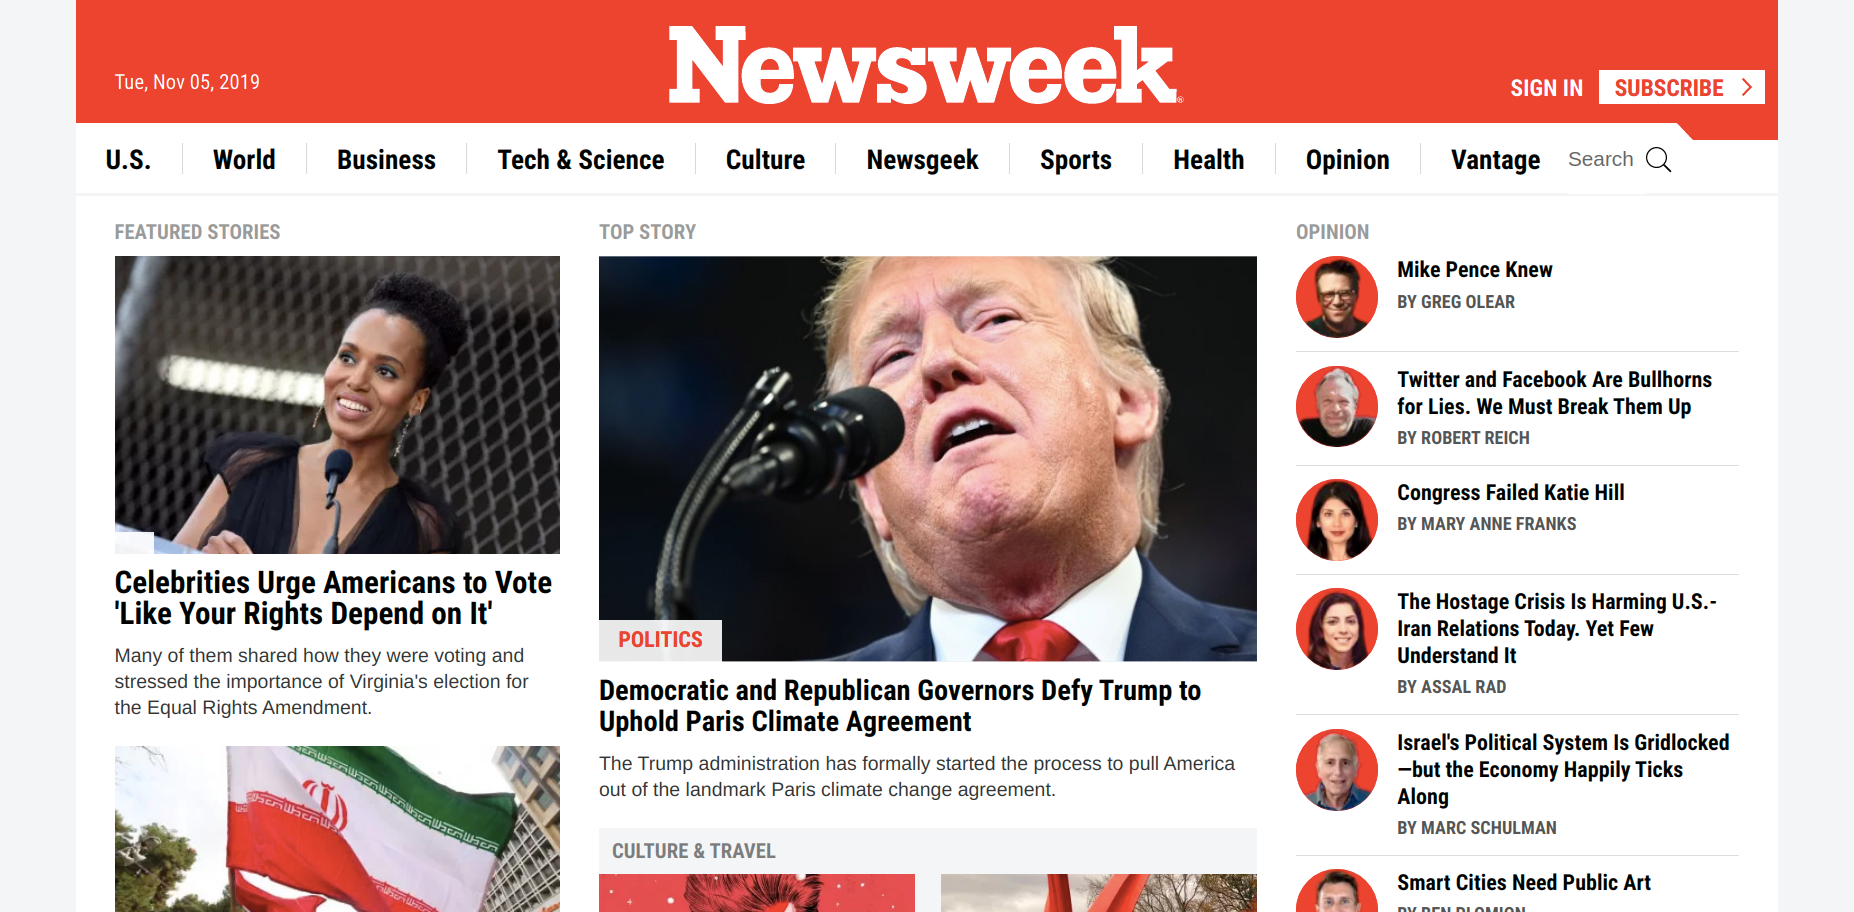 Tue, Nov 05, 2019
Newsweek
SIGN IN
SUBSCRIBE
U.S.
World
Business
Tech & Science
Culture
Newsgeek
Sports
Health
Opinion
Vantage
Search
FEATURED STORIES
Celebrities Urge Americans to Vote
'Like Your Rights Depend on It'
Many of them shared how they were voting and
stressed the importance of Virginia's election for
the Equal Rights Amendment.
TOP STORY
POLITICS
Democratic and Republican Governors Defy Trump to
Uphold Paris Climate Agreement
The Trump administration has formally started the process to pull America
out of the landmark Paris climate change agreement.
CULTURE & TRAVEL
OPINION
Mike Pence Knew
BY GREG OLEAR
Twitter and Facebook Are Bullhorns
for Lies. We Must Break Them Up
BY ROBERT REICH
Congress Failed Katie Hill
BY MARY ANNE FRANKS
The Hostage Crisis Is Harming U.S.-
Iran Relations Today. Yet Few
Understand It
BY ASSAL RAD
Israel's Political System Is Gridlocked
—but the Economy Happily Ticks
Along
BY MARC SCHULMAN
Smart Cities Need Public Art